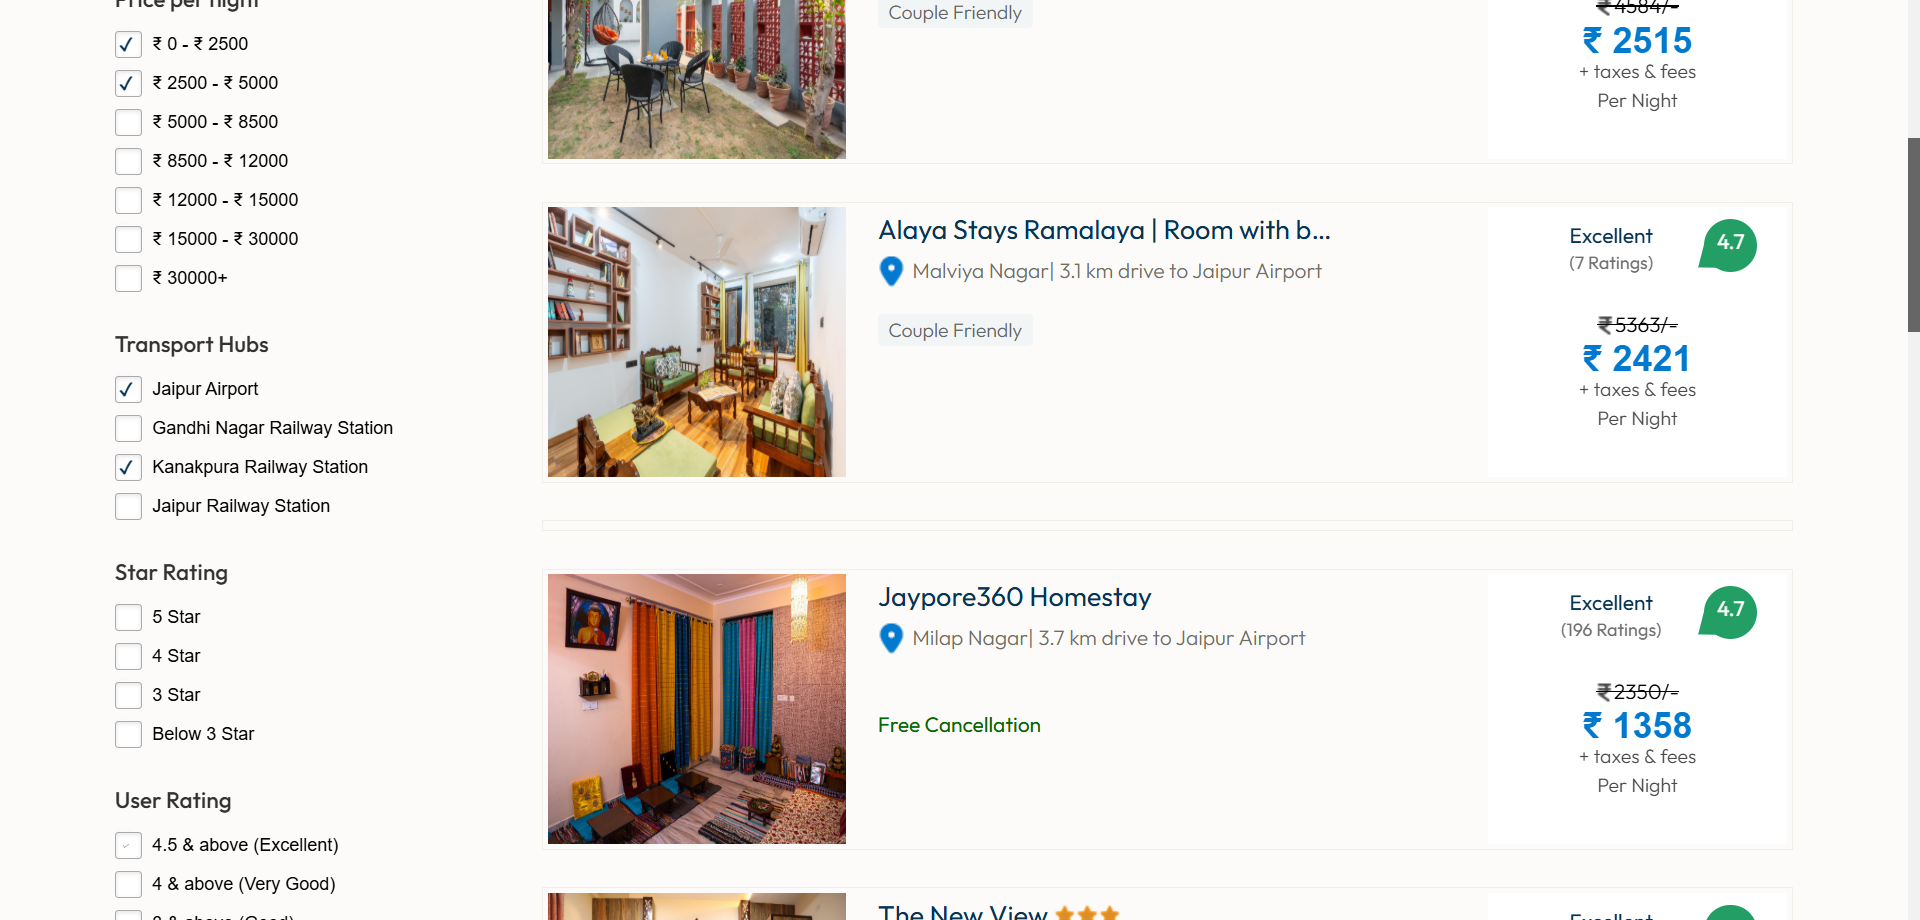 Price per night
₹ 0 - ₹ 2500
₹ 2500 - ₹ 5000
₹ 5000 - ₹ 8500
₹ 8500 - ₹ 12000
₹ 12000 - ₹ 15000
₹ 15000 - ₹ 30000
₹ 30000+
Transport Hubs
Jaipur Airport
Gandhi Nagar Railway Station
Kanakpura Railway Station
Jaipur Railway Station
Star Rating
5 Star
4 Star
3 Star
Below 3 Star
User Rating
4.5 & above (Excellent)
4 & above (Very Good)
3 & above (Good)
Couple Friendly
₹4584/-
₹ 2515
+ taxes & fees
Per Night
Alaya Stays Ramalaya | Room with b...
Malviya Nagar| 3.1 km drive to Jaipur Airport
Couple Friendly
Excellent
(7 Ratings)
4.7
₹5363/-
₹ 2421
+ taxes & fees
Per Night
Jaypore360 Homestay
Milap Nagar| 3.7 km drive to Jaipur Airport
Free Cancellation
Excellent
(196 Ratings)
4.7
₹2350/-
₹ 1358
+ taxes & fees
Per Night
The New View
Excellent